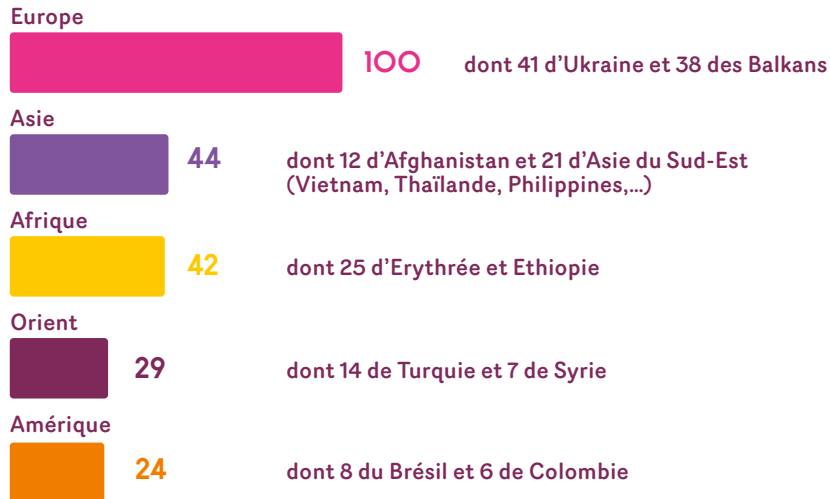 Europe
100 dont 41 d’Ukraine et 38 des Balkans
Asie
44 dont 12 d’Afghanistan et 21 d’Asie du Sud-Est
(Vietnam, Thaïlande, Philippines,...)
Afrique
42 dont 25 d’Erythrée et Ethiopie
Orient
29 dont 14 de Turquie et 7 de Syrie
Amérique
24 dont 8 du Brésil et 6 de Colombie